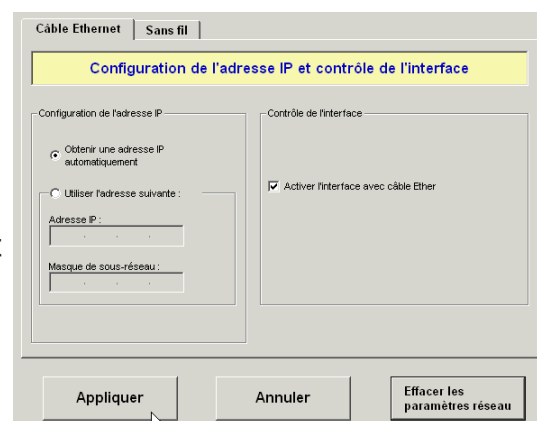 Câble Ethernet
Sans fil
Configuration de l'adresse IP et contrôle de l'interface
Configuration de l'adresse IP
Obtenir une adresse IP
automatiquement
Utiliser l'adresse suivante :
Adresse IP :
Masque de sous-réseau :
Contrôle de l'interface
Activer l'interface avec câble Ether
Appliquer
Annuler
Effacer les
paramètres réseau